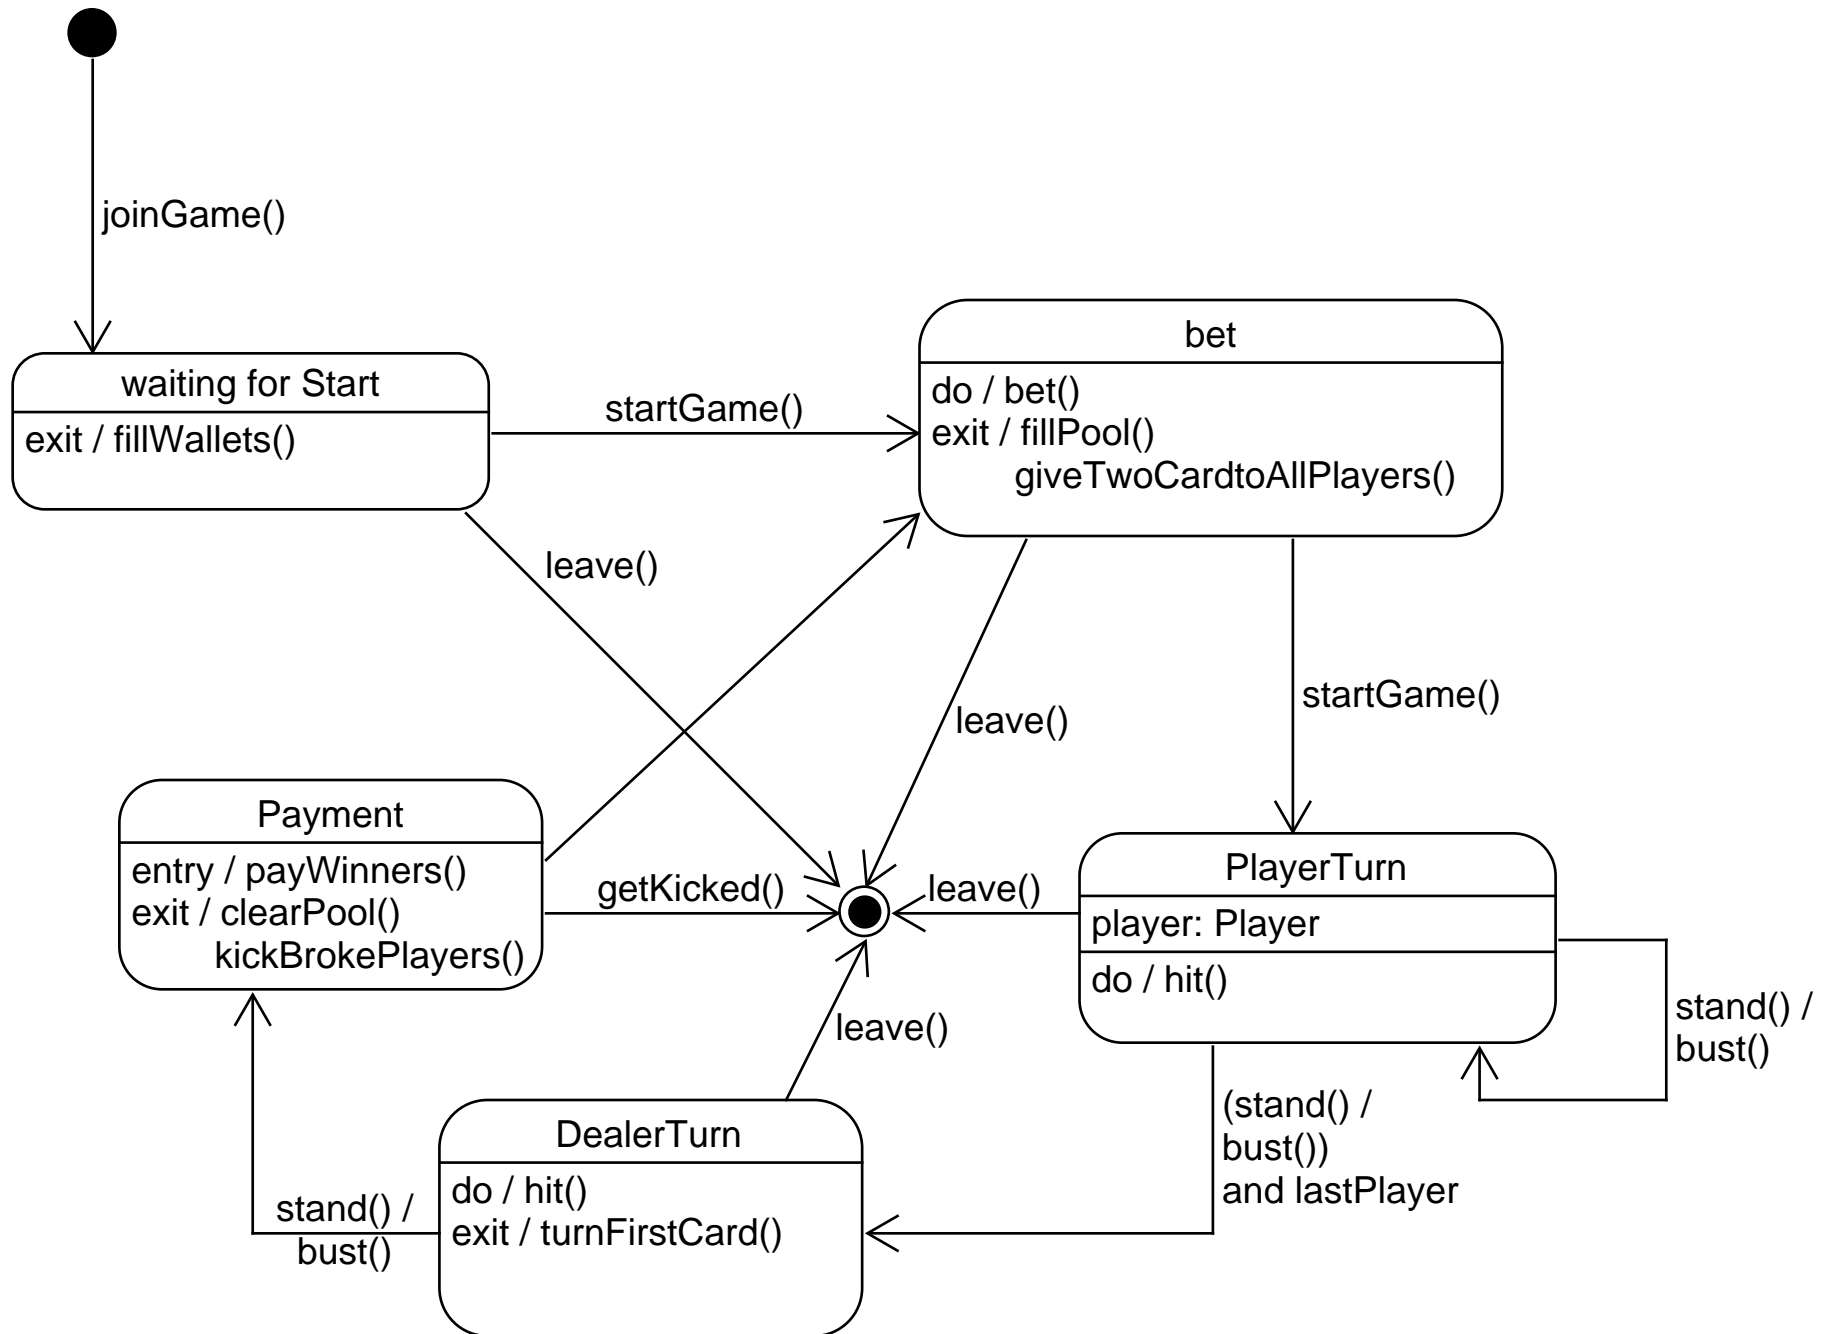 joinGame()
waiting for Start
exit / fillWallets()
startGame()
bet
do / bet()
exit / fillPool()
giveTwoCardtoAllPlayers()
leave()
leave()
startGame()
Payment
entry / payWinners()
exit / clearPool()
kickBrokePlayers()
getKicked()
leave()
PlayerTurn
player: Player
do / hit()
stand() /
bust()
leave()
(stand() /
bust())
and lastPlayer
DealerTurn
do / hit()
exit / turnFirstCard()
stand() /
bust()